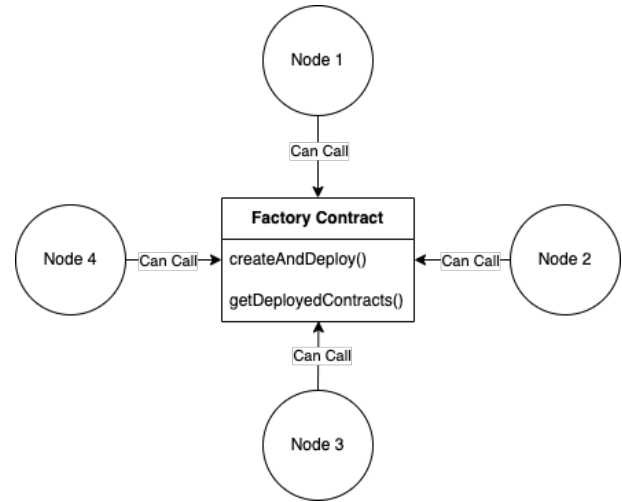 Node 1
Can Call
Factory Contract
Node 4
Can Call
createAndDeploy()
getDeployedContracts()
Can Call
Node 2
Can Call
Node 3